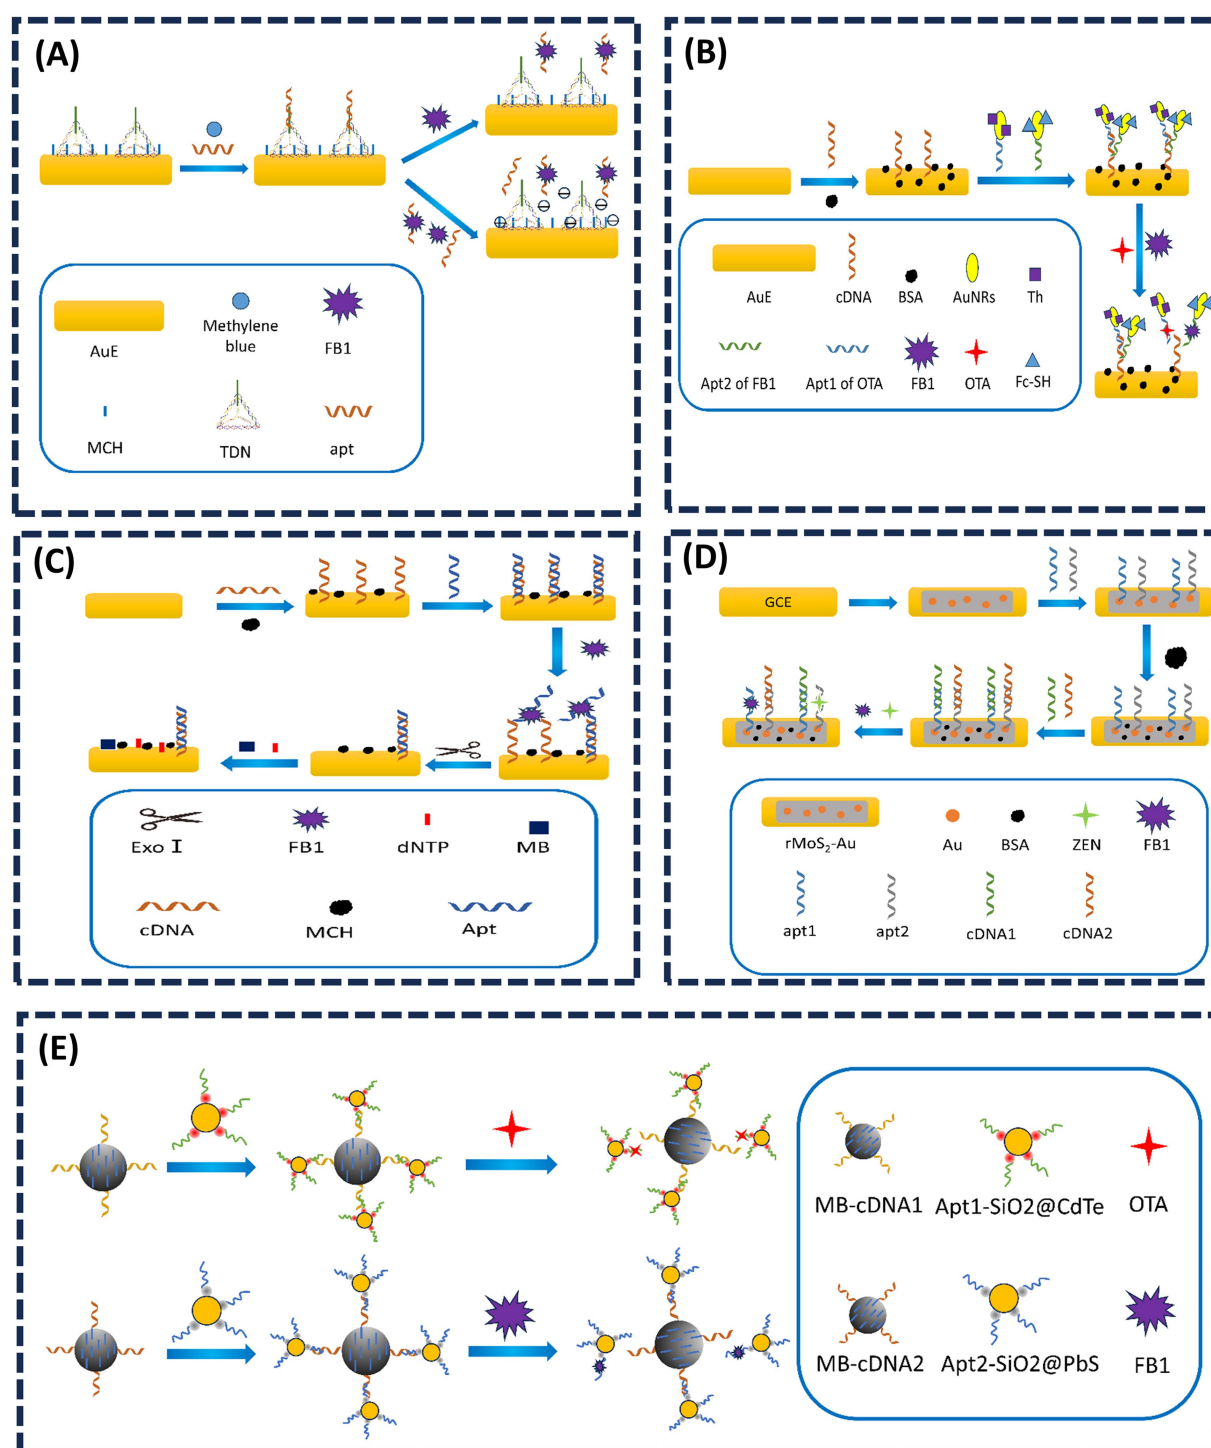 (A)
Methylene
blue
AuE
FB1
MCH
TDN
apt
(B)
AuE
cDNA
BSA
AuNRs
Th
Apt2 of FB1
Apt1 of OTA
FB1
OTA
Fc-SH
(C)
Exo I
FB1
dNTP
MB
cDNA
MCH
Apt
(D)
GCE
rMoS₂-Au
Au
BSA
ZEN
FB1
apt1
apt2
cDNA1
cDNA2
(E)
MB-cDNA1
Apt1-SiO2@CdTe
OTA
MB-cDNA2
Apt2-SiO2@PbS
FB1